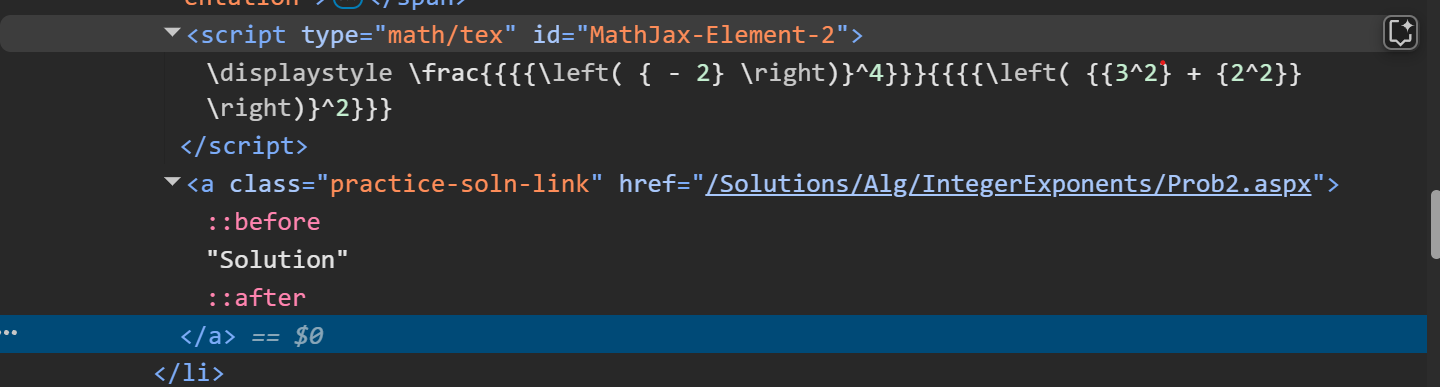 entation">
</span>
<script type="math/tex" id="MathJax-Element-2">
\displaystyle \frac{{{{\left( { - 2} \right)}^4}}}{{{{\left( {{3^2} + {2^2}}
\right)}^2}}}
</script>
<a class="practice-soln-link" href="/Solutions/Alg/IntegerExponents/Prob2.aspx">
::before
"Solution"
::after
</a> == $0
</li>